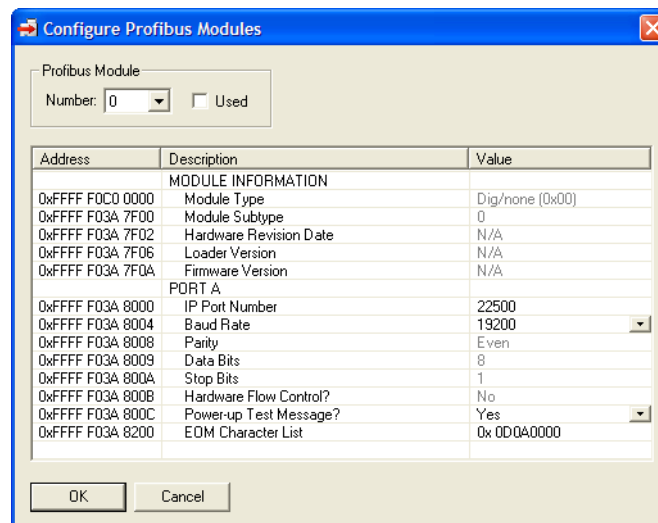 Configure Profibus Modules
Profibus Module
Number: 0 Used
Address Description Value
MODULE INFORMATION
0xFFFF F0C0 0000 Module Type Dig/none (0x00)
0xFFFF F03A 7F00 Module Subtype 0
0xFFFF F03A 7F02 Hardware Revision Date N/A
0xFFFF F03A 7F06 Loader Version N/A
0xFFFF F03A 7F0A Firmware Version N/A
PORT A
0xFFFF F03A 8000 IP Port Number 22500
0xFFFF F03A 8004 Baud Rate 19200
0xFFFF F03A 8008 Parity Even
0xFFFF F03A 8009 Data Bits 8
0xFFFF F03A 800A Stop Bits 1
0xFFFF F03A 800B Hardware Flow Control? No
0xFFFF F03A 800C Power-up Test Message? Yes
0xFFFF F03A 8200 EOM Character List 0x 0D0A0000
OK Cancel